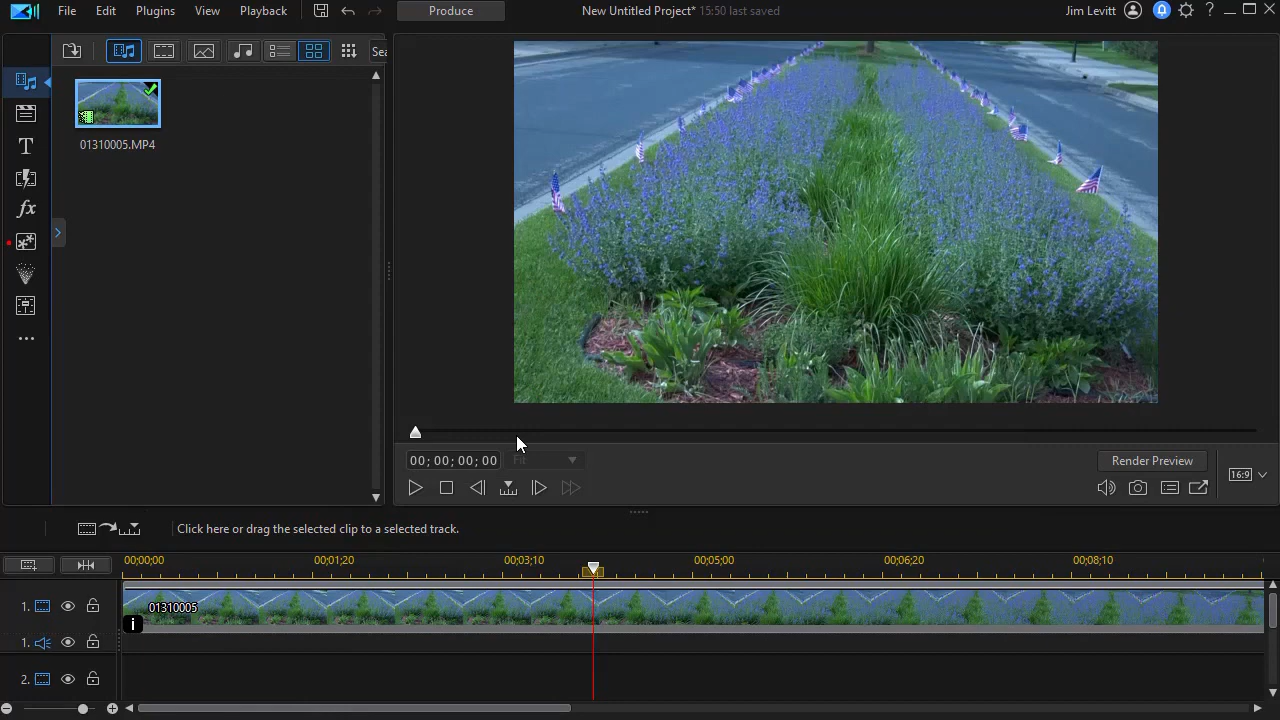 File Edit Plugins View Playback Produce New Untitled Project* 15:50 last saved Jim Levitt ?
Sea
01310005.MP4
T
fx
00; 00; 00; 00 Fit Render Preview 16:9
Click here or drag the selected clip to a selected track.
00;00;00 00;01;20 00;03;10 00;05;00 00;06;20 00;08;10
1. 01310005
i
1.
2.